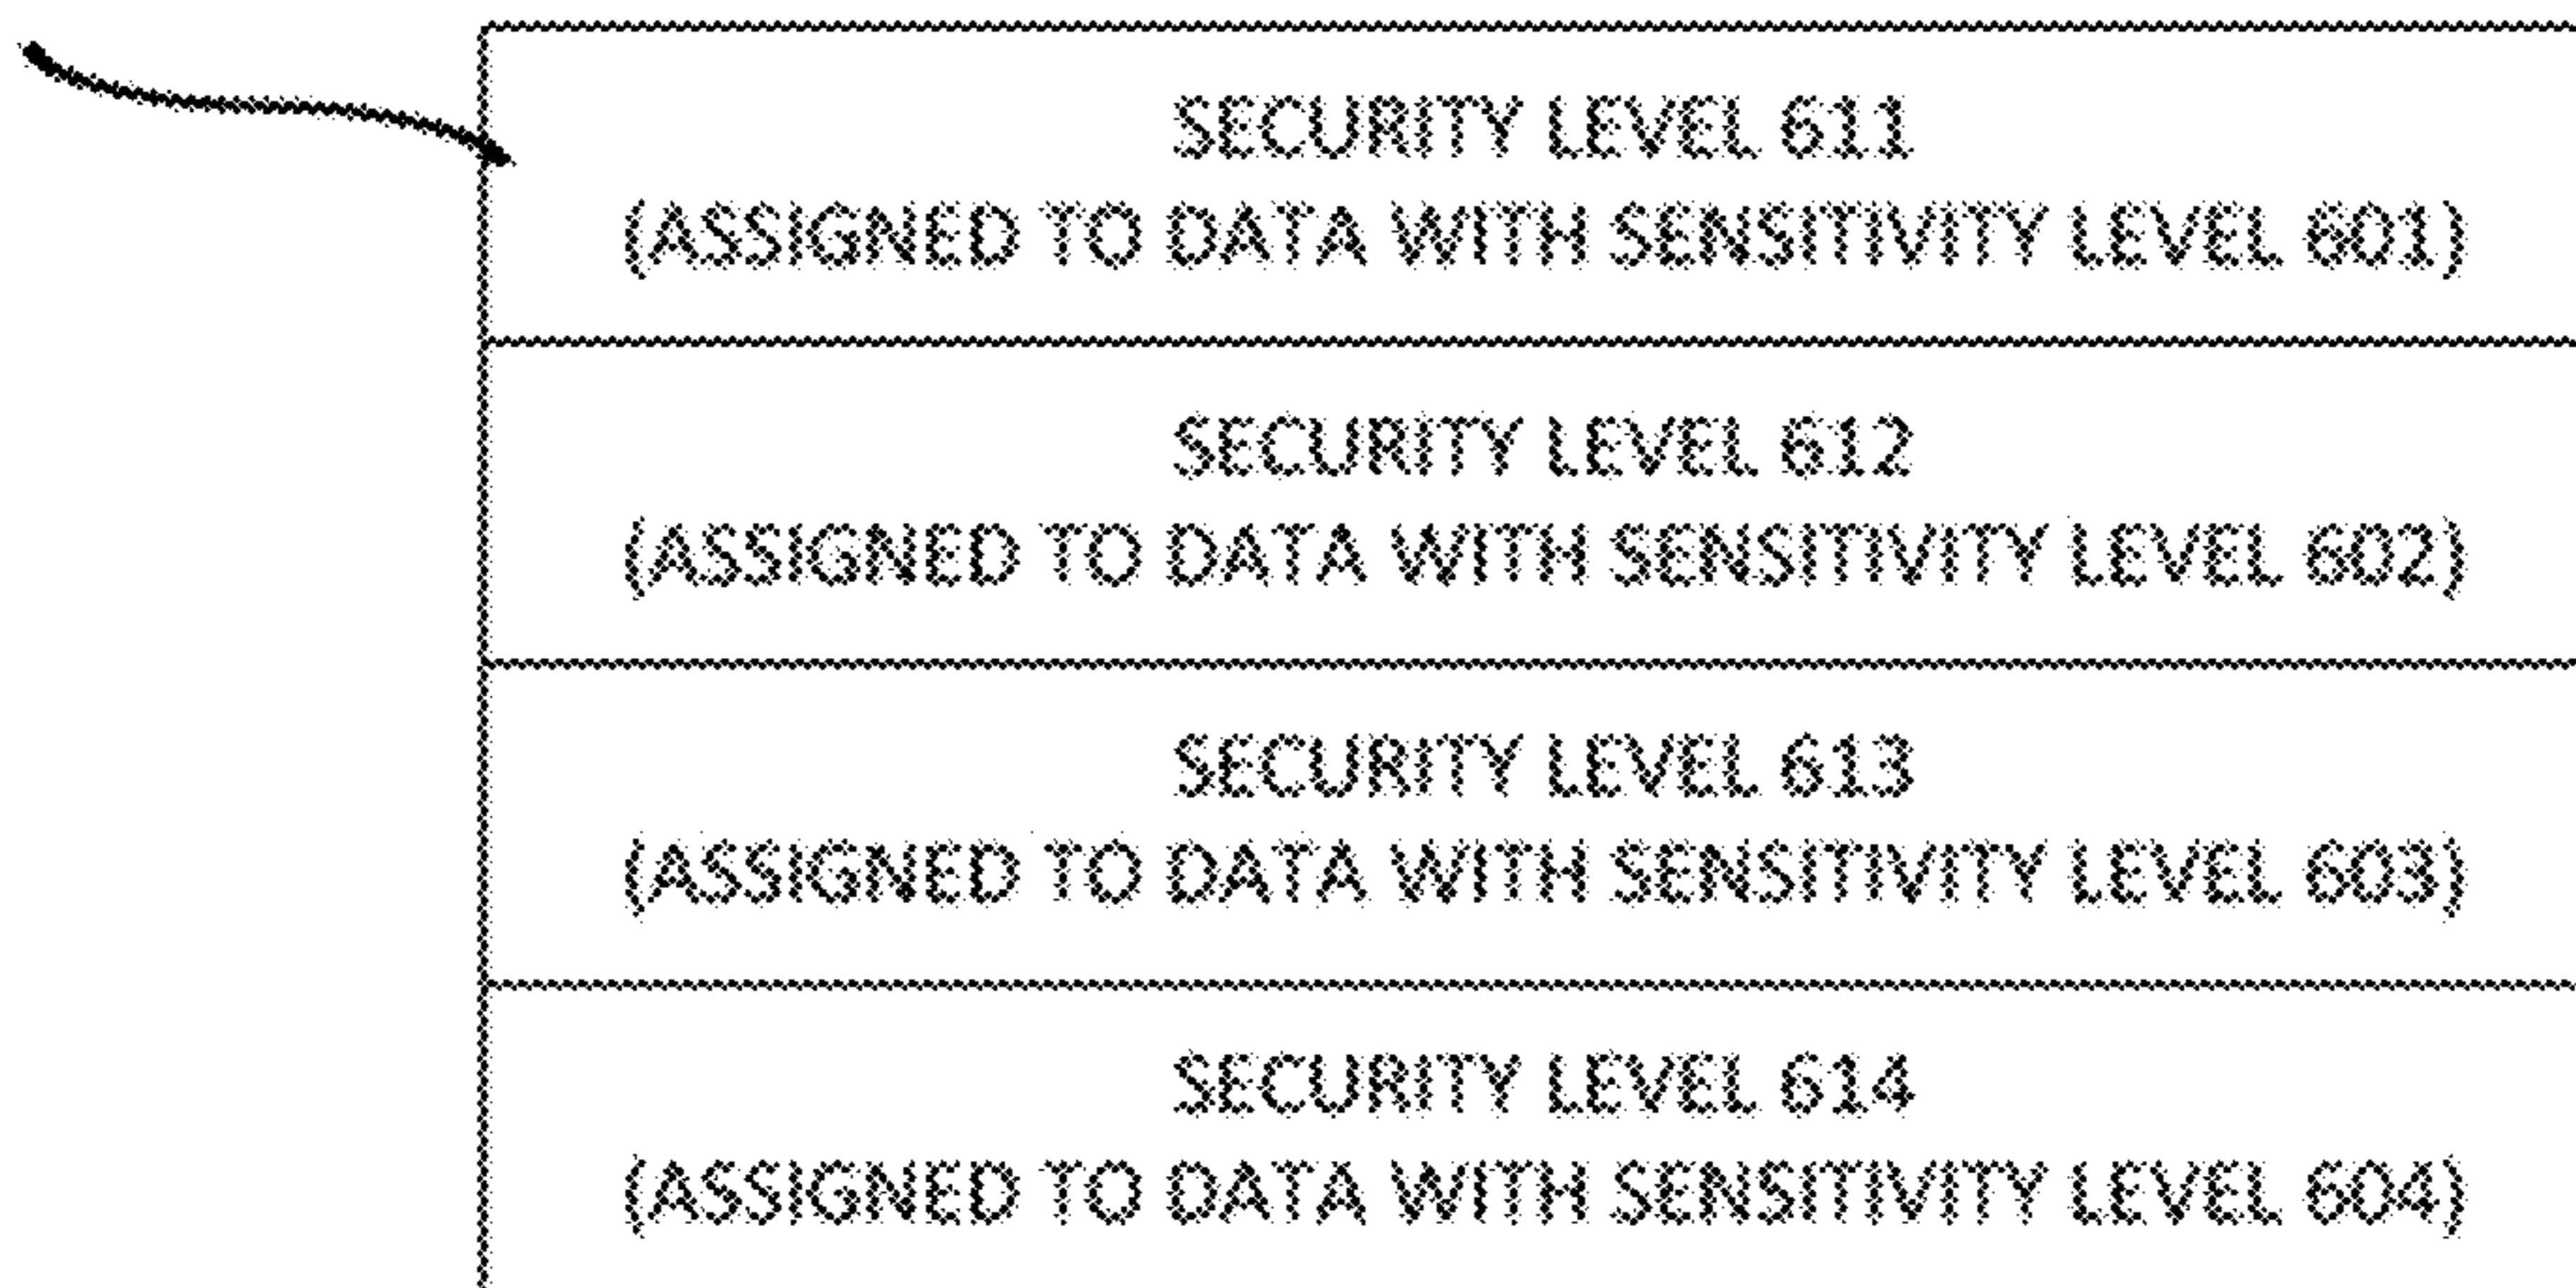 SECURITY LEVEL 611
(ASSIGNED TO DATA WITH SENSITIVITY LEVEL 601)
SECURITY LEVEL 612
(ASSIGNED TO DATA WITH SENSITIVITY LEVEL 602)
SECURITY LEVEL 613
(ASSIGNED TO DATA WITH SENSITIVITY LEVEL 603)
SECURITY LEVEL 614
(ASSIGNED TO DATA WITH SENSITIVITY LEVEL 604)